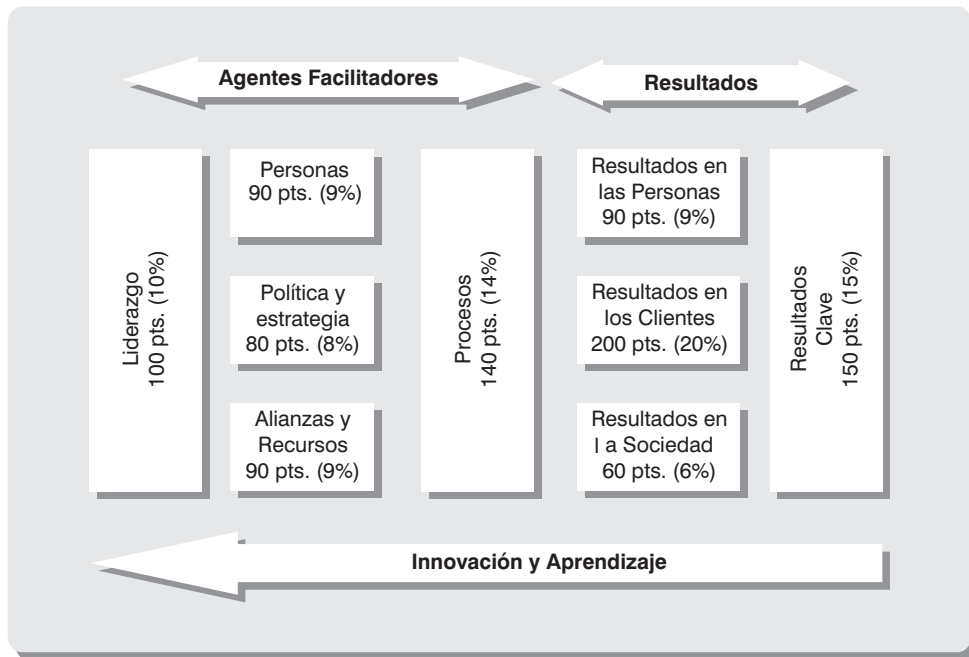 Agentes Facilitadores
Resultados
Liderazgo
100 pts. (10%)
Personas
90 pts. (9%)
Política y
estrategia
80 pts. (8%)
Alianzas y
Recursos
90 pts. (9%)
Procesos
140 pts. (14%)
Resultados en
las Personas
90 pts. (9%)
Resultados en
los Clientes
200 pts. (20%)
Resultados en
l a Sociedad
60 pts. (6%)
Resultados
Clave
150 pts. (15%)
Innovación y Aprendizaje